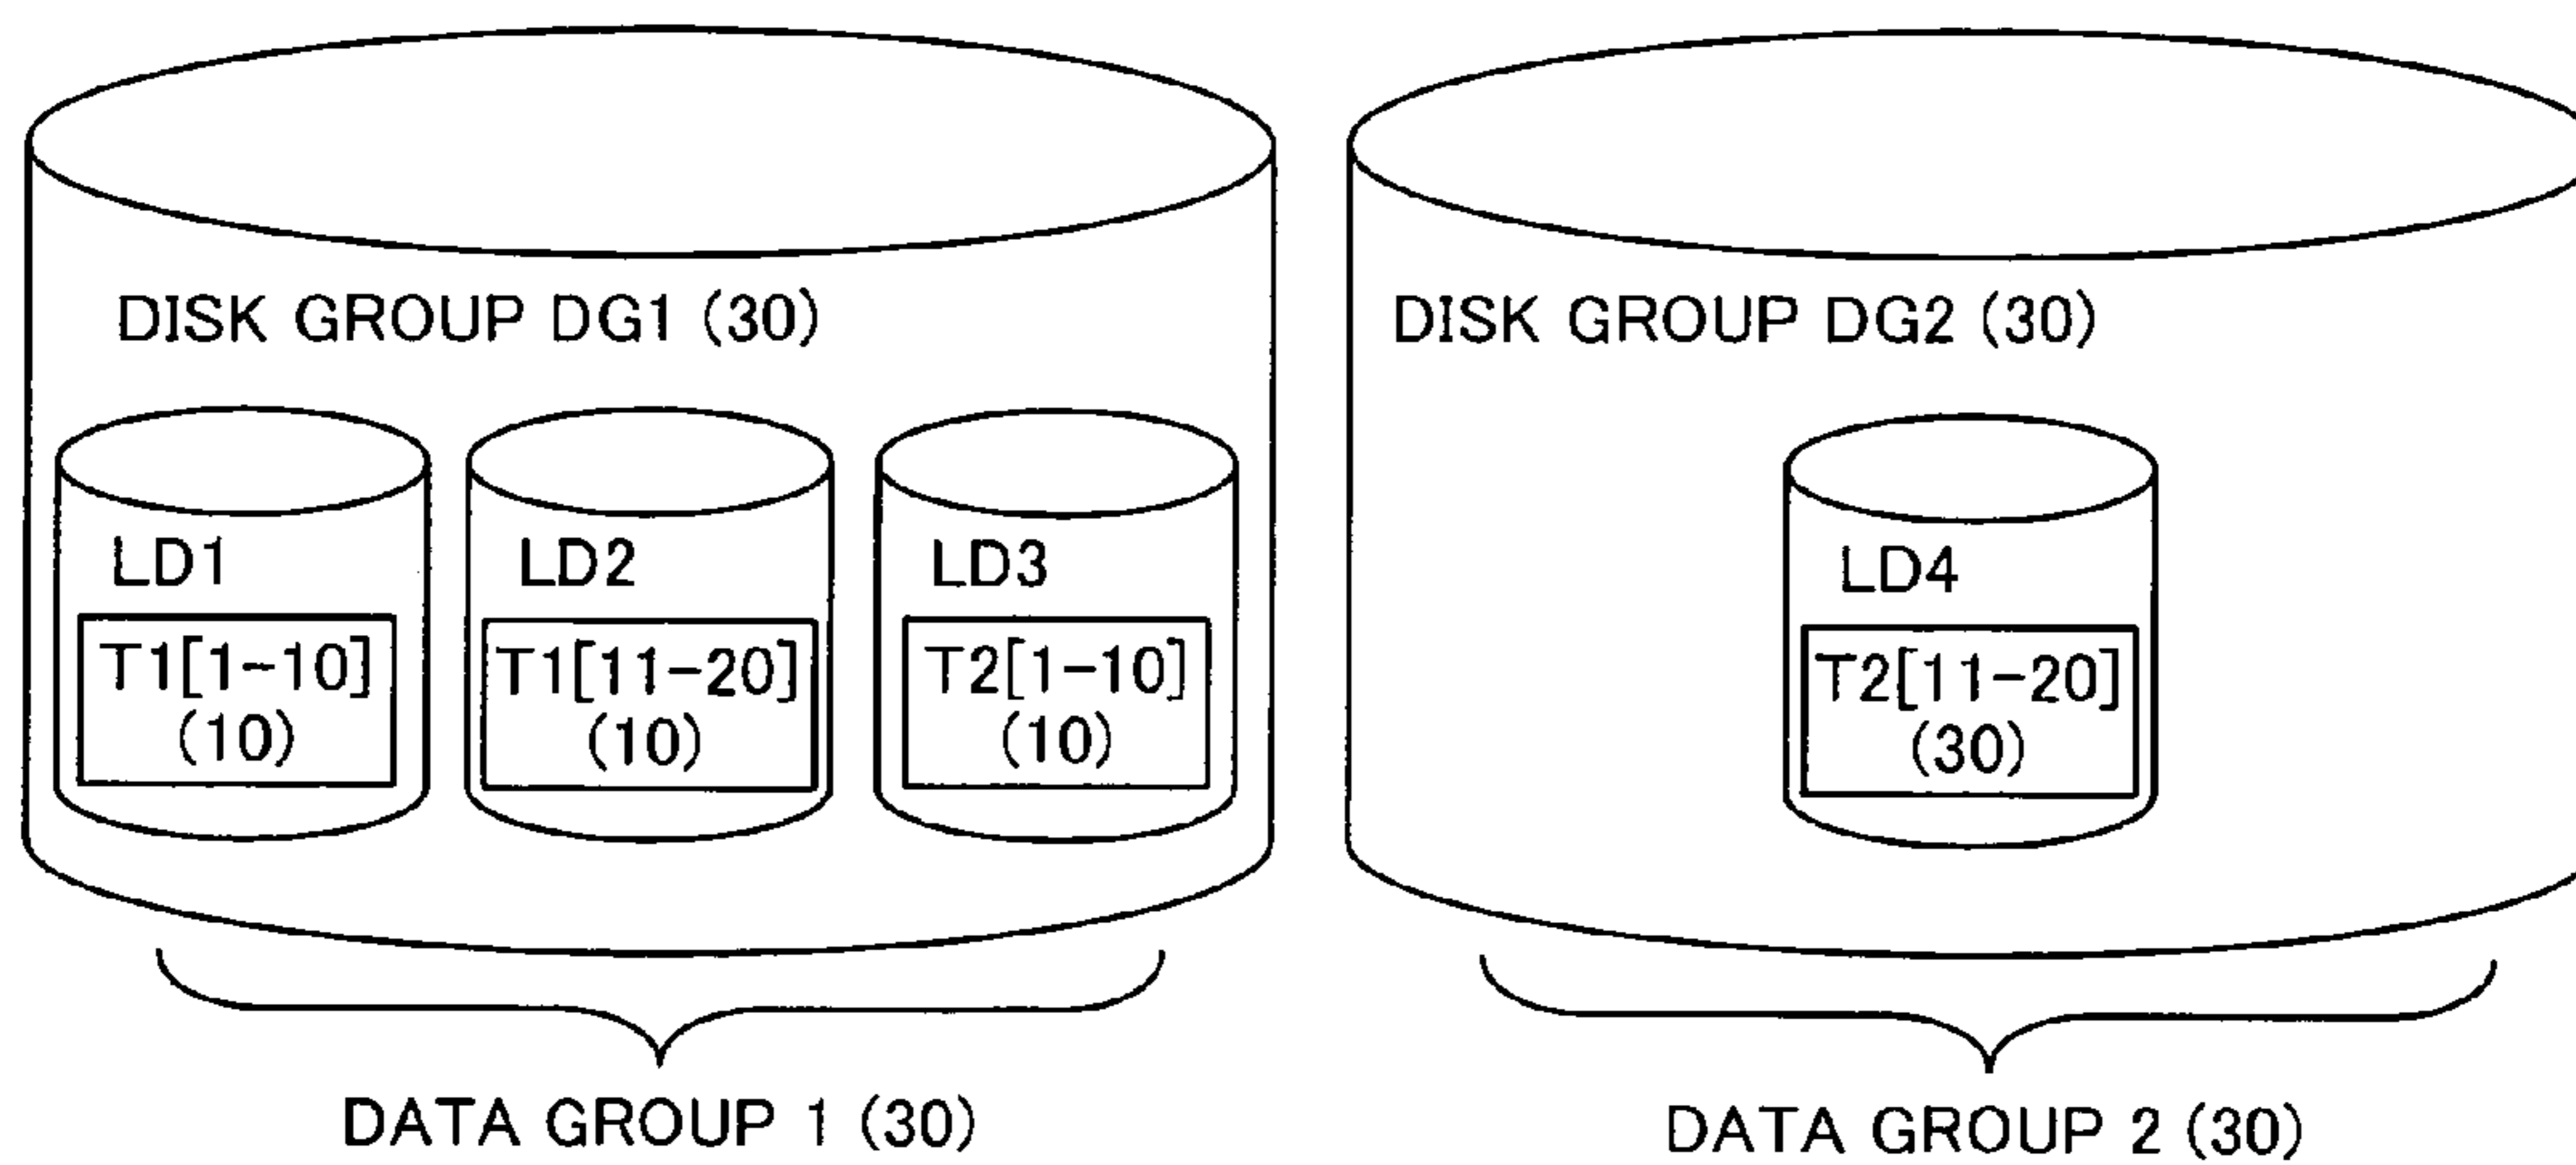 DISK GROUP DG1 (30)
LD1
T1[1-10]
(10)
LD2
T1[11-20]
(10)
LD3
T2[1-10]
(10)
DATA GROUP 1 (30)
DISK GROUP DG2 (30)
LD4
T2[11-20]
(30)
DATA GROUP 2 (30)